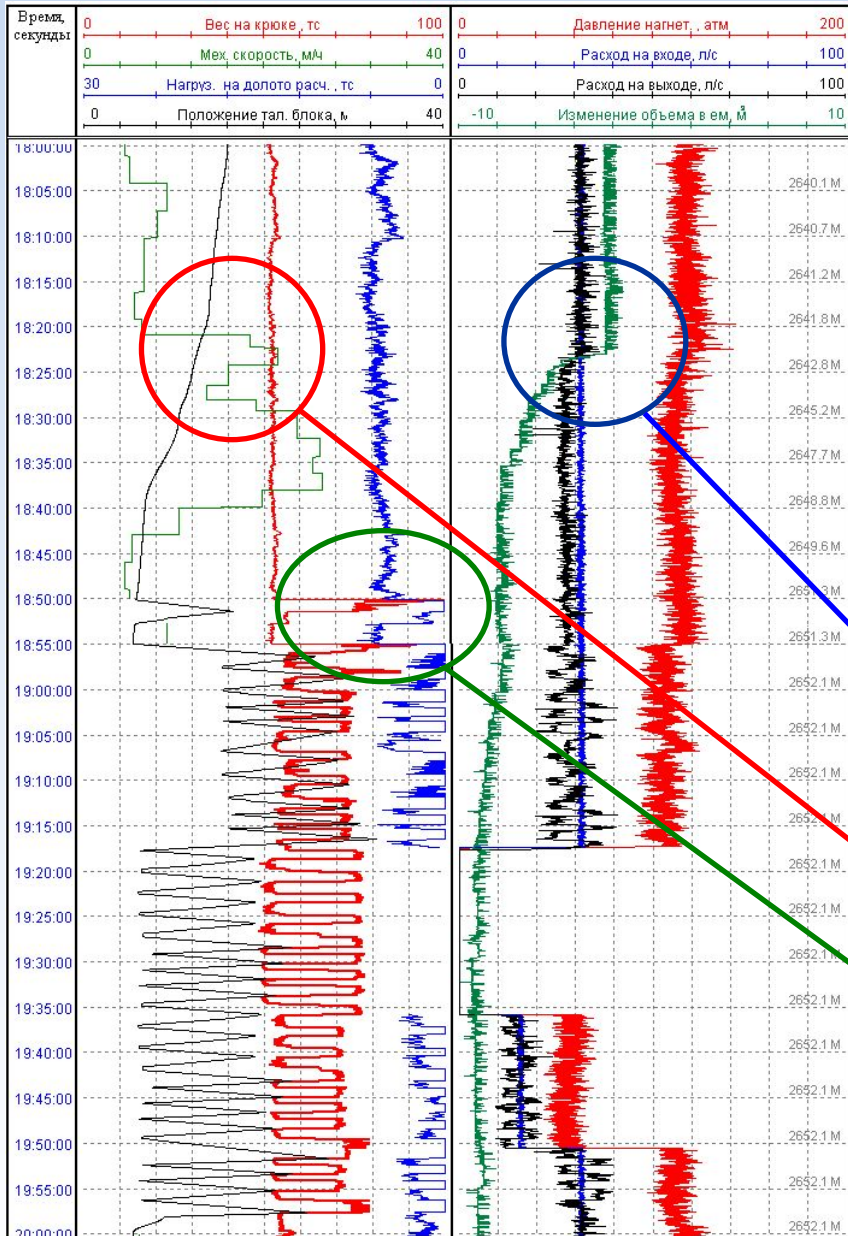 Время,
секунды
0 Вес на крюке , тс 100
0 Мех. скорость, м/ч 40
30 Нагруз. на долото расч. , тс 0
0 Положение тал. блока, м 40
0 Давление нагнет. , атм 200
0 Расход на входе, л/с 100
0 Расход на выходе, л/с 100
-10 Изменение объема в ем, м³ 10
18:00:00
18:05:00 2640.1 М
18:10:00 2640.7 М
18:15:00 2641.2 М
18:20:00 2641.8 М
18:25:00 2642.8 М
18:30:00 2645.2 М
18:35:00 2647.7 М
18:40:00 2648.8 М
18:45:00 2649.6 М
18:50:00
18:55:00 2651.3 М
19:00:00 2652.1 М
19:05:00 2652.1 М
19:10:00 2652.1 М
19:15:00
19:20:00 2652.1 М
19:25:00 2652.1 М
19:30:00 2652.1 М
19:35:00 2652.1 М
19:40:00 2652.1 М
19:45:00 2652.1 М
19:50:00 2652.1 М
19:55:00 2652.1 М
20:00:00 2652.1 М